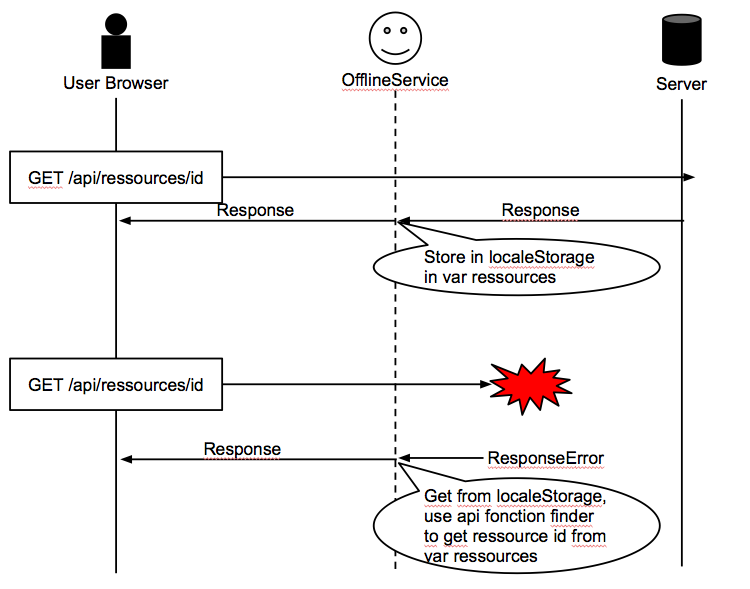 User Browser
OfflineService
Server
GET /api/ressources/id
Response
Response
Store in localeStorage
in var ressources
GET /api/ressources/id
Response
ResponseError
Get from localeStorage,
use api fonction finder
to get ressource id from
var ressources